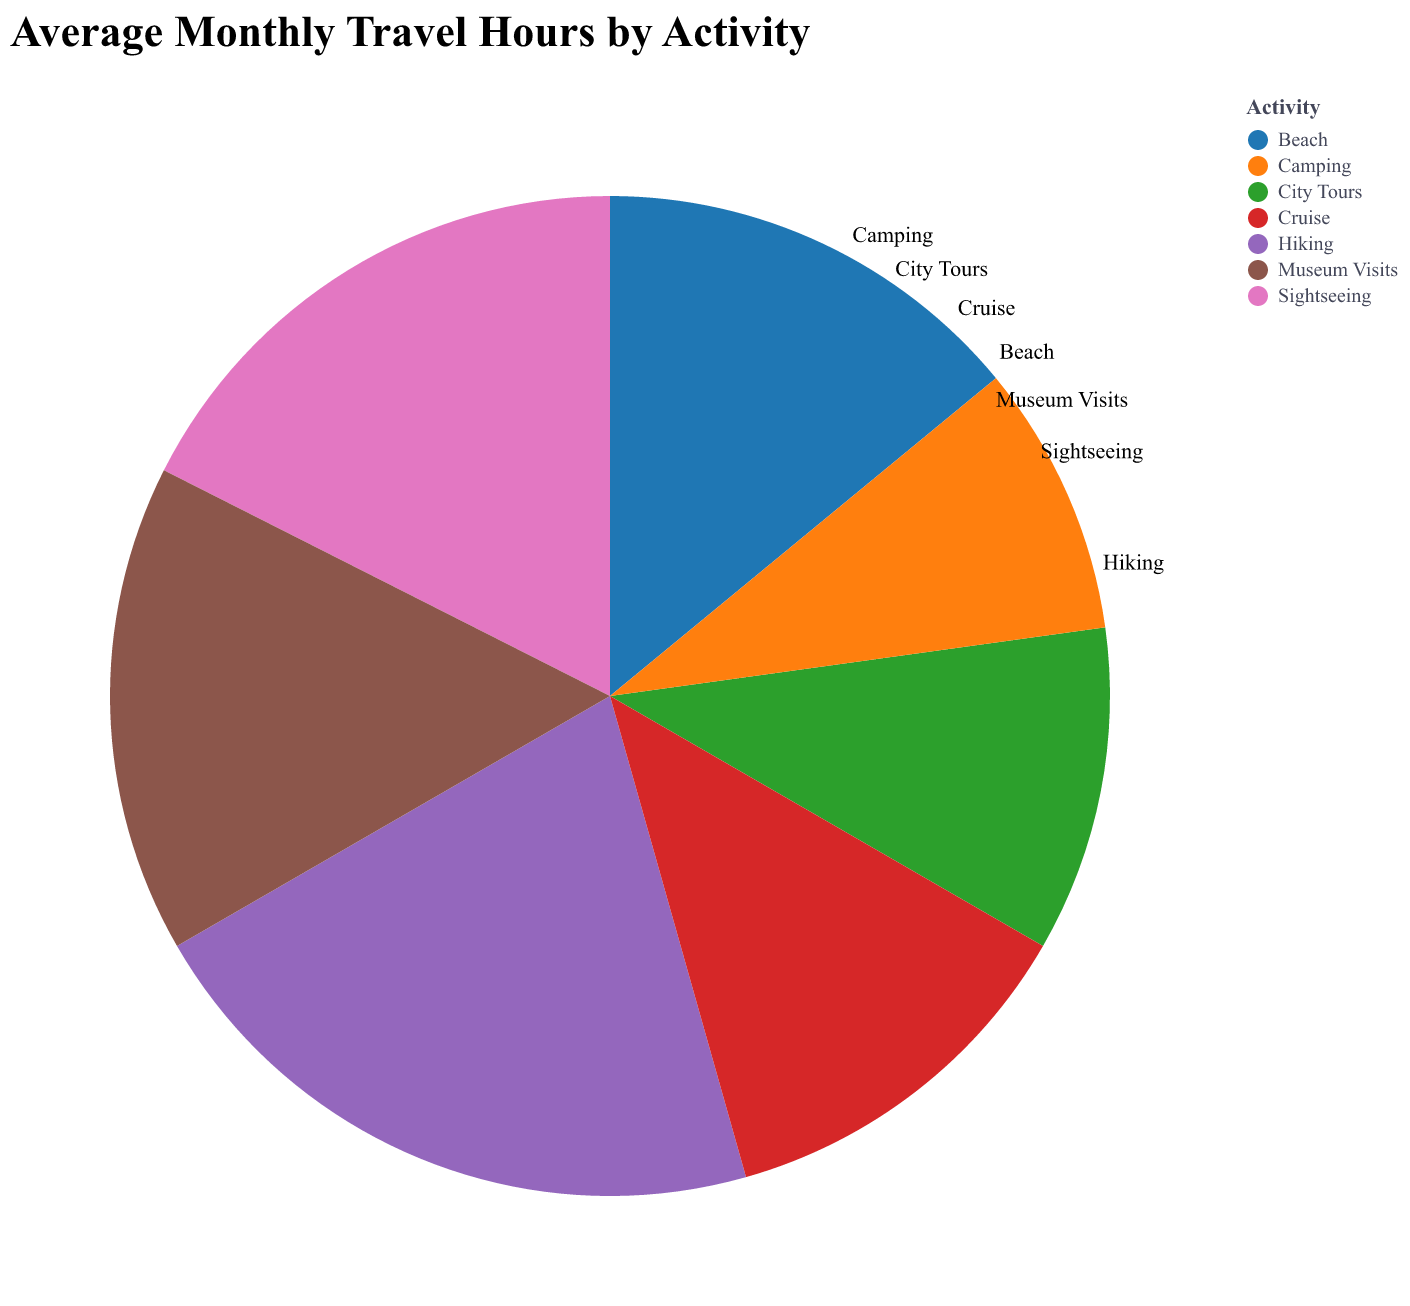 Average Monthly Travel Hours by Activity
Activity
Beach
Camping
City Tours
Cruise
Hiking
Museum Visits
Sightseeing
Camping
City Tours
Cruise
Beach
Museum Visits
Sightseeing
Hiking